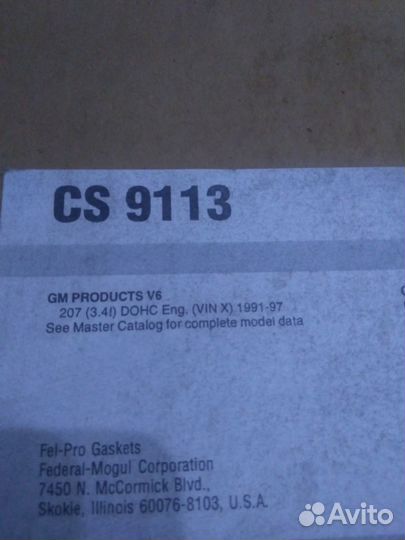 CS 9113
GM PRODUCTS V6
207 (3.4l) DOHC Eng. (VIN X) 1991-97
See Master Catalog for complete model data
Fel-Pro Gaskets
Federal-Mogul Corporation
7450 N. McCormick Blvd.,
Skokie, Illinois 60076-8103, U.S.A.
Avito